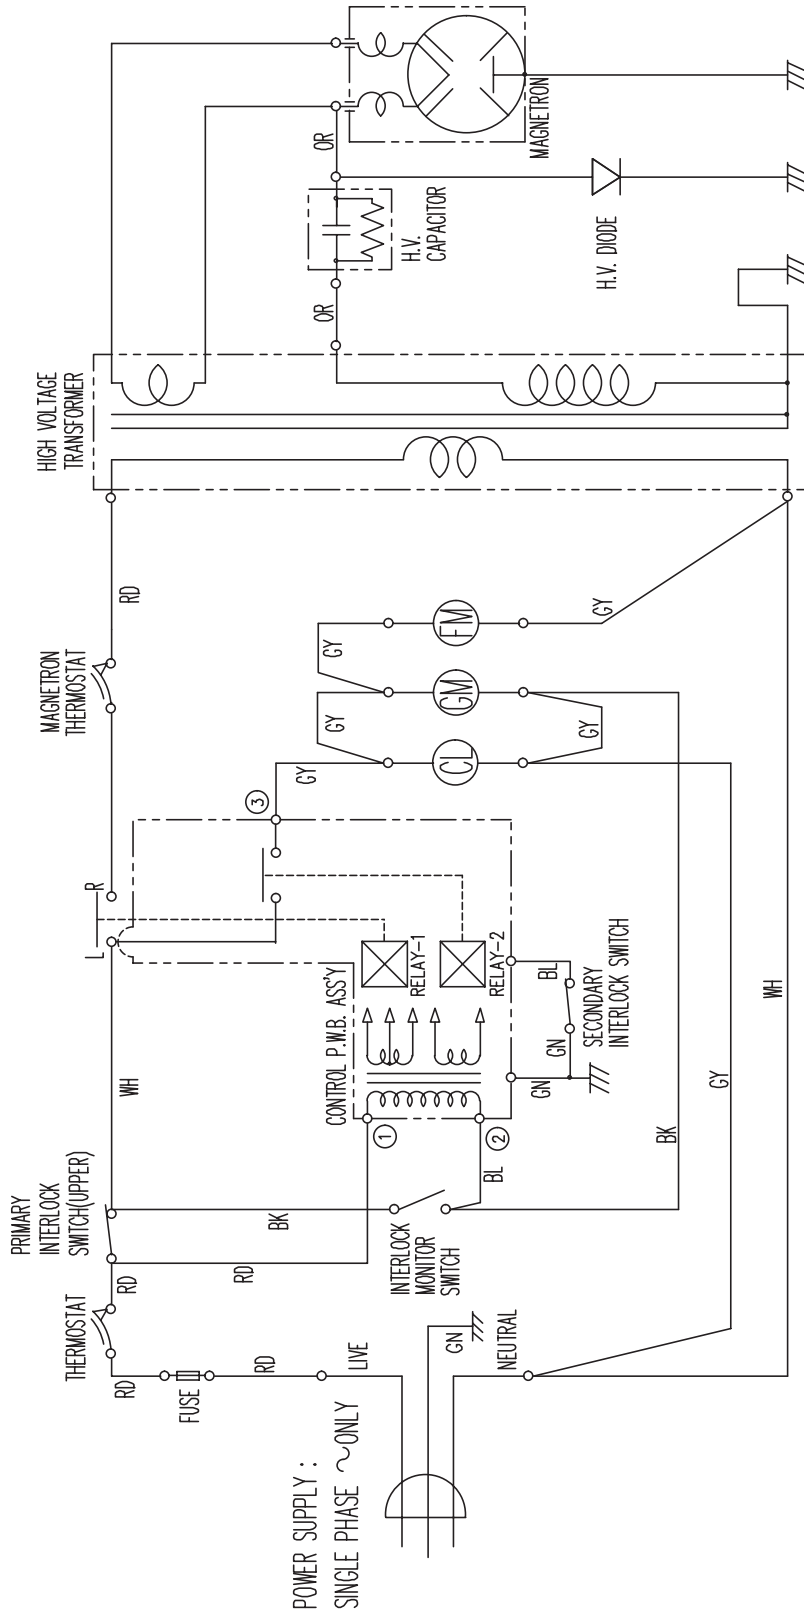 POWER SUPPLY :
SINGLE PHASE ~ONLY
LIVE
GN
NEUTRAL
RD
FUSE
RD
THERMOSTAT
RD
PRIMARY
INTERLOCK
SWITCH(UPPER)
RD
BK
INTERLOCK
MONITOR
SWITCH
WH
BL
1
2
CONTROL P.W.B. ASS'Y
RELAY-1
RELAY-2
GN
GN
BL
SECONDARY
INTERLOCK SWITCH
L
R
3
BK
GY
WH
MAGNETRON
THERMOSTAT
RD
GY
GY
GY
CL
GM
FM
GY
GY
HIGH VOLTAGE
TRANSFORMER
OR
H.V.
CAPACITOR
OR
H.V. DIODE
MAGNETRON